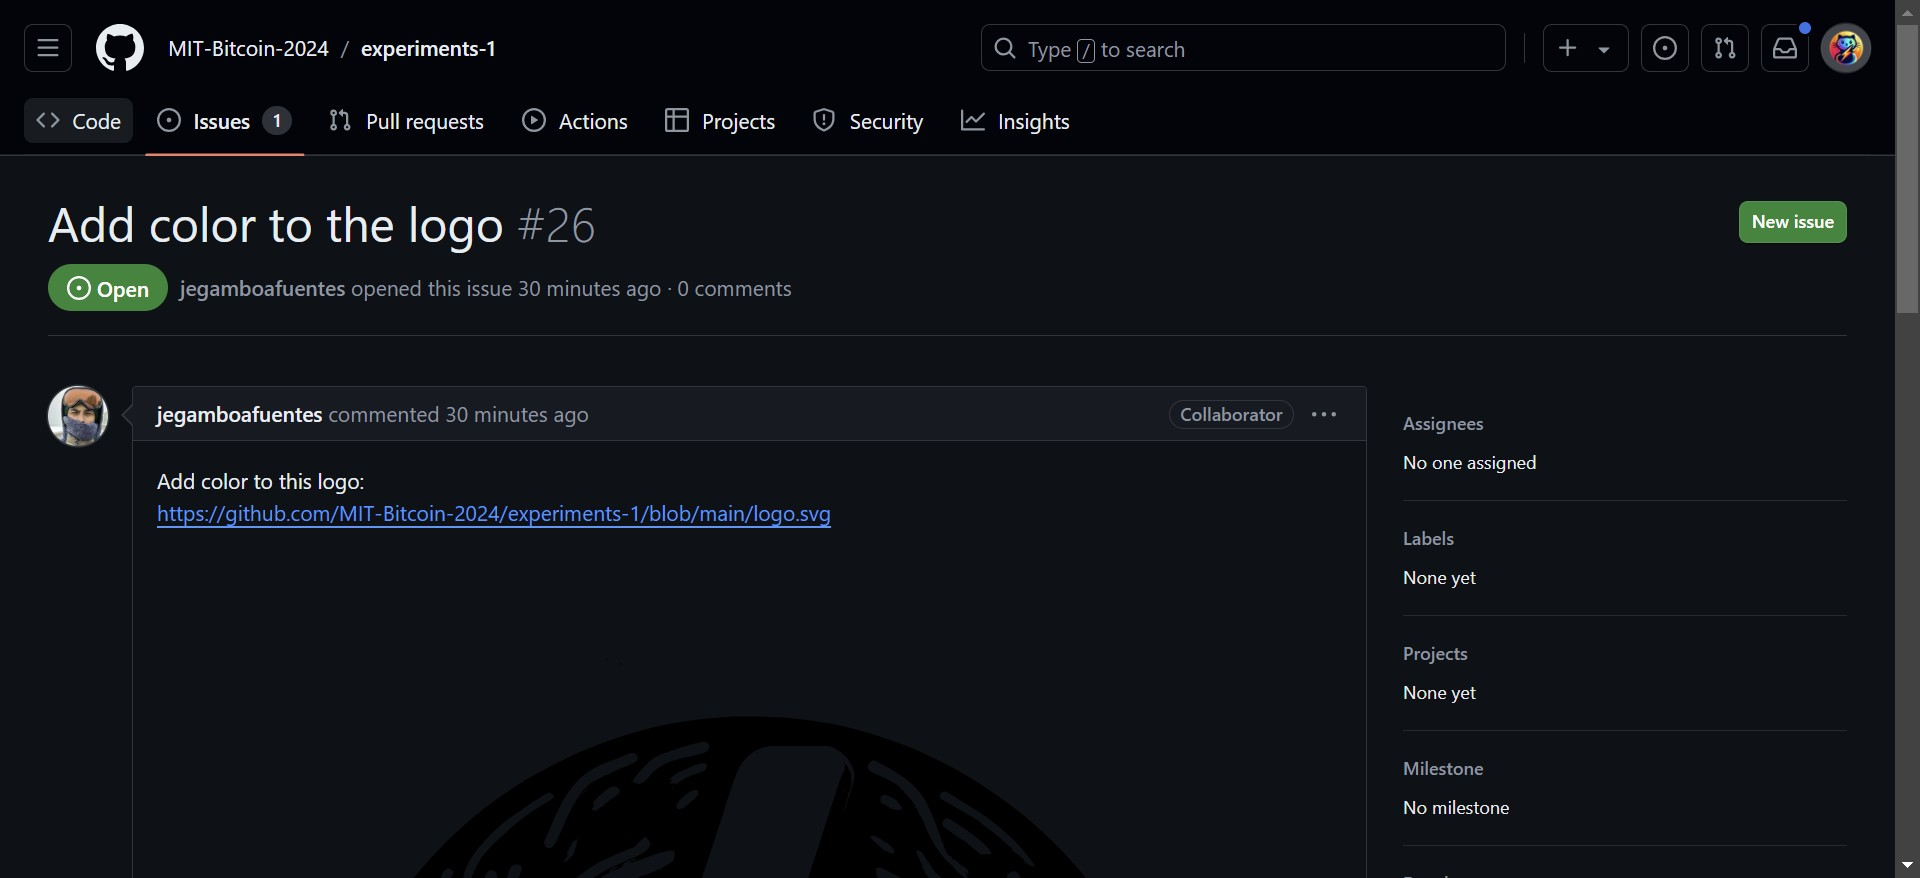 MIT-Bitcoin-2024 / experiments-1
Type / to search
Code
Issues 1
Pull requests
Actions
Projects
Security
Insights
Add color to the logo #26
New issue
Open
jegamboafuentes opened this issue 30 minutes ago · 0 comments
jegamboafuentes commented 30 minutes ago
Collaborator
Add color to this logo:
https://github.com/MIT-Bitcoin-2024/experiments-1/blob/main/logo.svg
Assignees
No one assigned
Labels
None yet
Projects
None yet
Milestone
No milestone